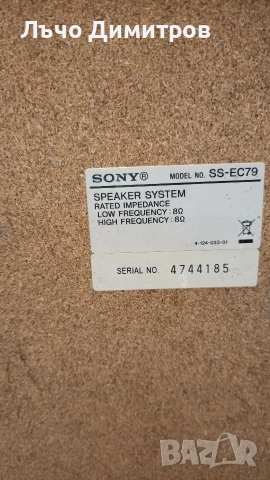 Лъчо Димитров
SONY® MODEL NO. SS-EC79
SPEAKER SYSTEM
RATED IMPEDANCE
LOW FREQUENCY : 8Ω
HIGH FREQUENCY : 8Ω
4-124-033-01
SERIAL NO. 4744185
BAZAR